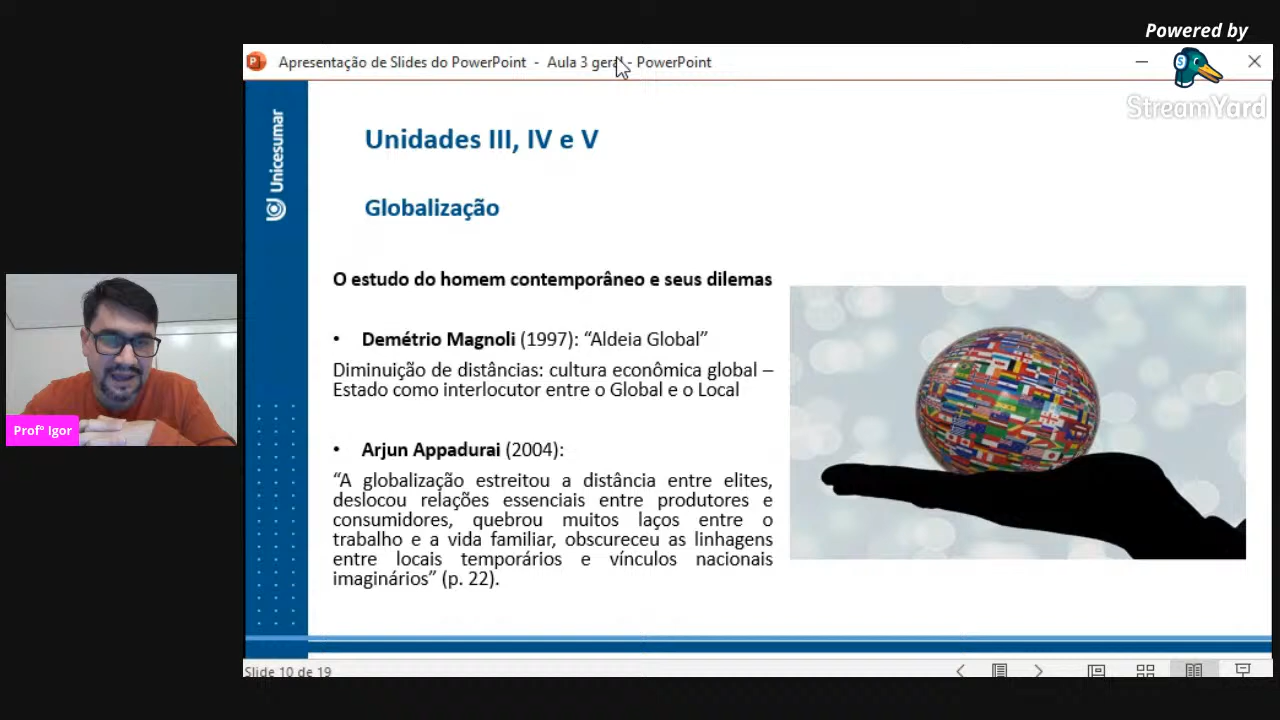 Powered by
StreamYard
Apresentação de Slides do PowerPoint - Aula 3 geral - PowerPoint
Unicesumar
Unidades III, IV e V
Globalização
O estudo do homem contemporâneo e seus dilemas
• Demétrio Magnoli (1997): “Aldeia Global”
Diminuição de distâncias: cultura econômica global –
Estado como interlocutor entre o Global e o Local
• Arjun Appadurai (2004):
“A globalização estreitou a distância entre elites,
deslocou relações essenciais entre produtores e
consumidores, quebrou muitos laços entre o
trabalho e a vida familiar, obscureceu as linhagens
entre locais temporários e vínculos nacionais
imaginários” (p. 22).
Profº Igor
Slide 10 de 19